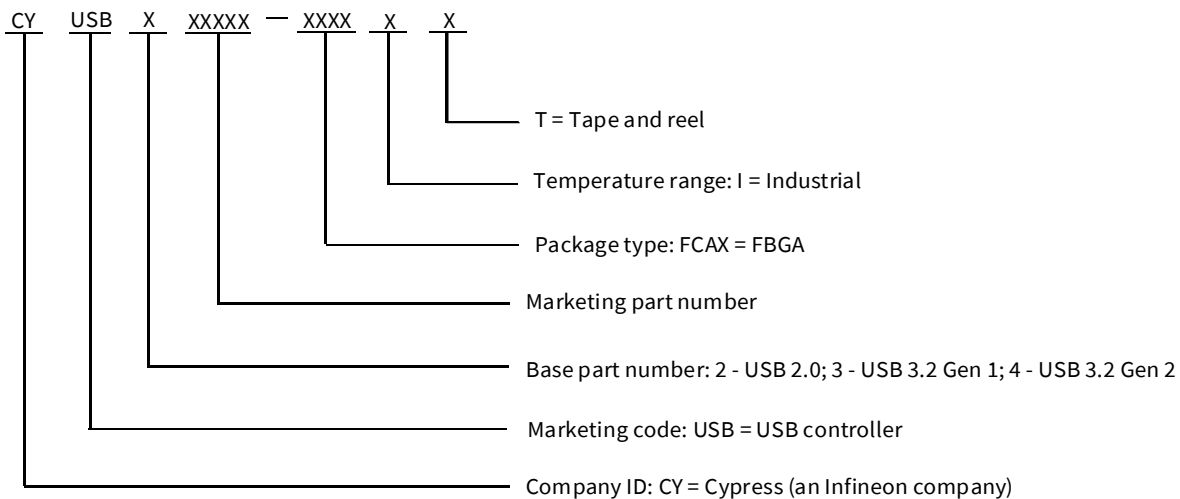 CY USB X XXXXX — XXXX X X
T = Tape and reel
Temperature range: I = Industrial
Package type: FCAX = FBGA
Marketing part number
Base part number: 2 - USB 2.0; 3 - USB 3.2 Gen 1; 4 - USB 3.2 Gen 2
Marketing code: USB = USB controller
Company ID: CY = Cypress (an Infineon company)